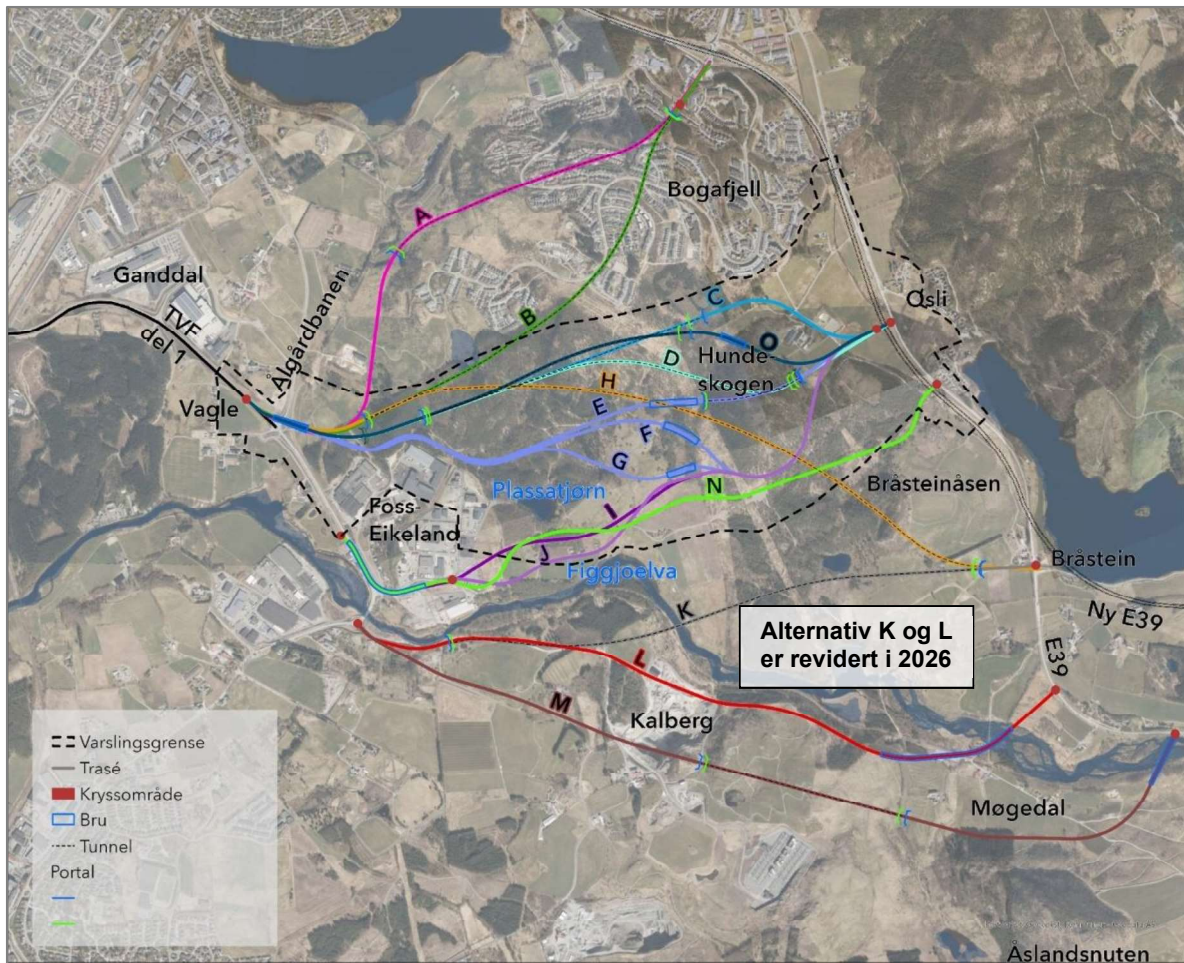 Bogafjell
A
Ganddal
Ålgårdbanen
TVF
del 1
B
C
Osli
O
Hunde-
skogen
D
H
Vagle
E
F
G
N
Plassatjørn
I
Bråsteinåsen
Foss
Eikeland
J
Figgjoelva
Bråstein
K
Ny E39
Alternativ K og L
er revidert i 2026
E39
L
M
Kalberg
Møgedal
Varslingsgrense
Trasé
Kryssområde
Bru
Tunnel
Portal
Åslandsnuten